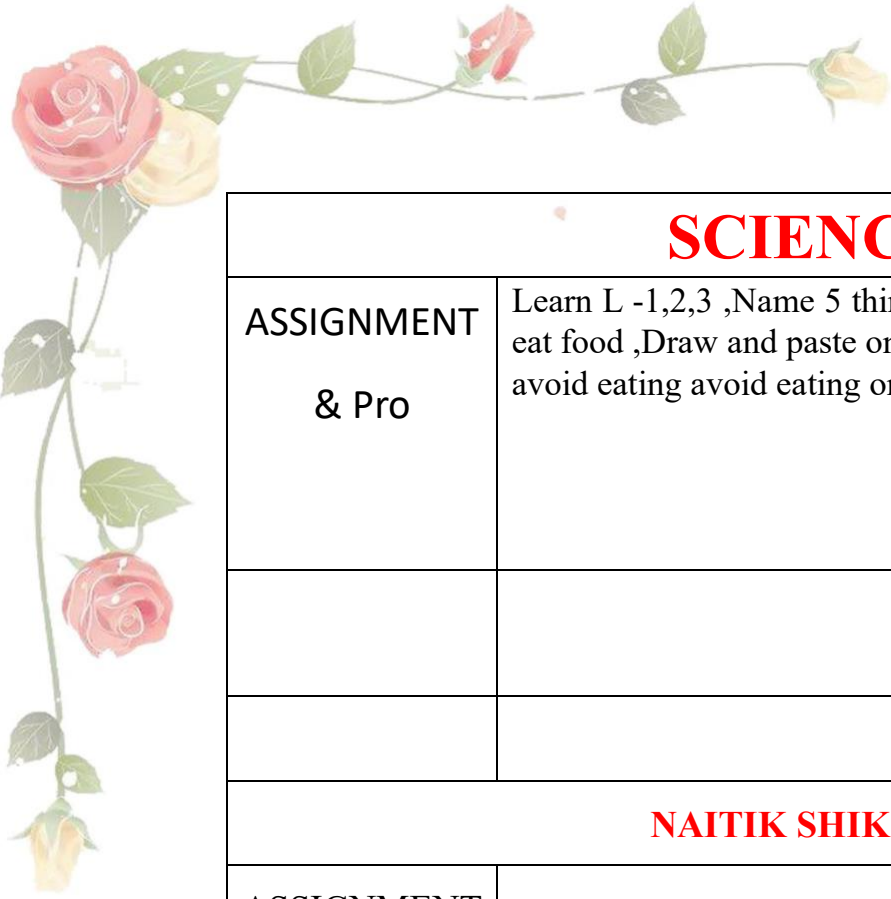 SCIENC
ASSIGNMENT
& Pro
Learn L -1,2,3 ,Name 5
eat food ,Draw and paste
avoid eating avoid eating
NAITIK SHIK
ASSIGNMENT